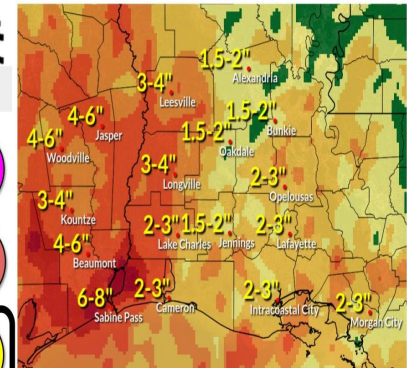 1.5-2"
Alexandria
3-4"
Leesville
4-6"
Jasper
1.5-2"
Bunkie
4-6"
Woodville
1.5-2"
Oakdale
3-4"
Longville
2-3"
Opelousas
3-4"
Kountze
2-3"
Lake Charles
1.5-2"
Jennings
2-3"
Lafayette
4-6"
Beaumont
6-8"
Sabine Pass
2-3"
Cameron
2-3"
Intracoastal City
2-3"
Morgan City